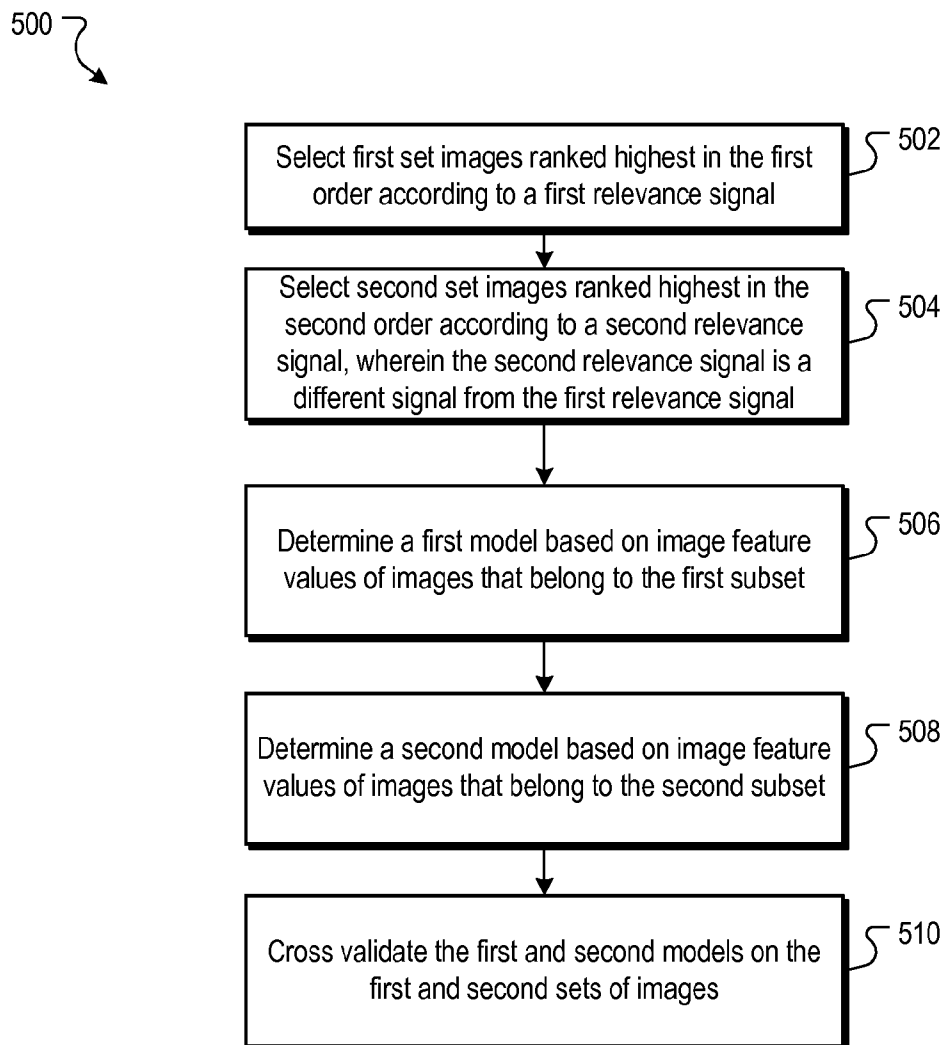 500
Select first set images ranked highest in the first
order according to a first relevance signal
502
Select second set images ranked highest in the
second order according to a second relevance
signal, wherein the second relevance signal is a
different signal from the first relevance signal
504
Determine a first model based on image feature
values of images that belong to the first subset
506
Determine a second model based on image feature
values of images that belong to the second subset
508
Cross validate the first and second models on the
first and second sets of images
510